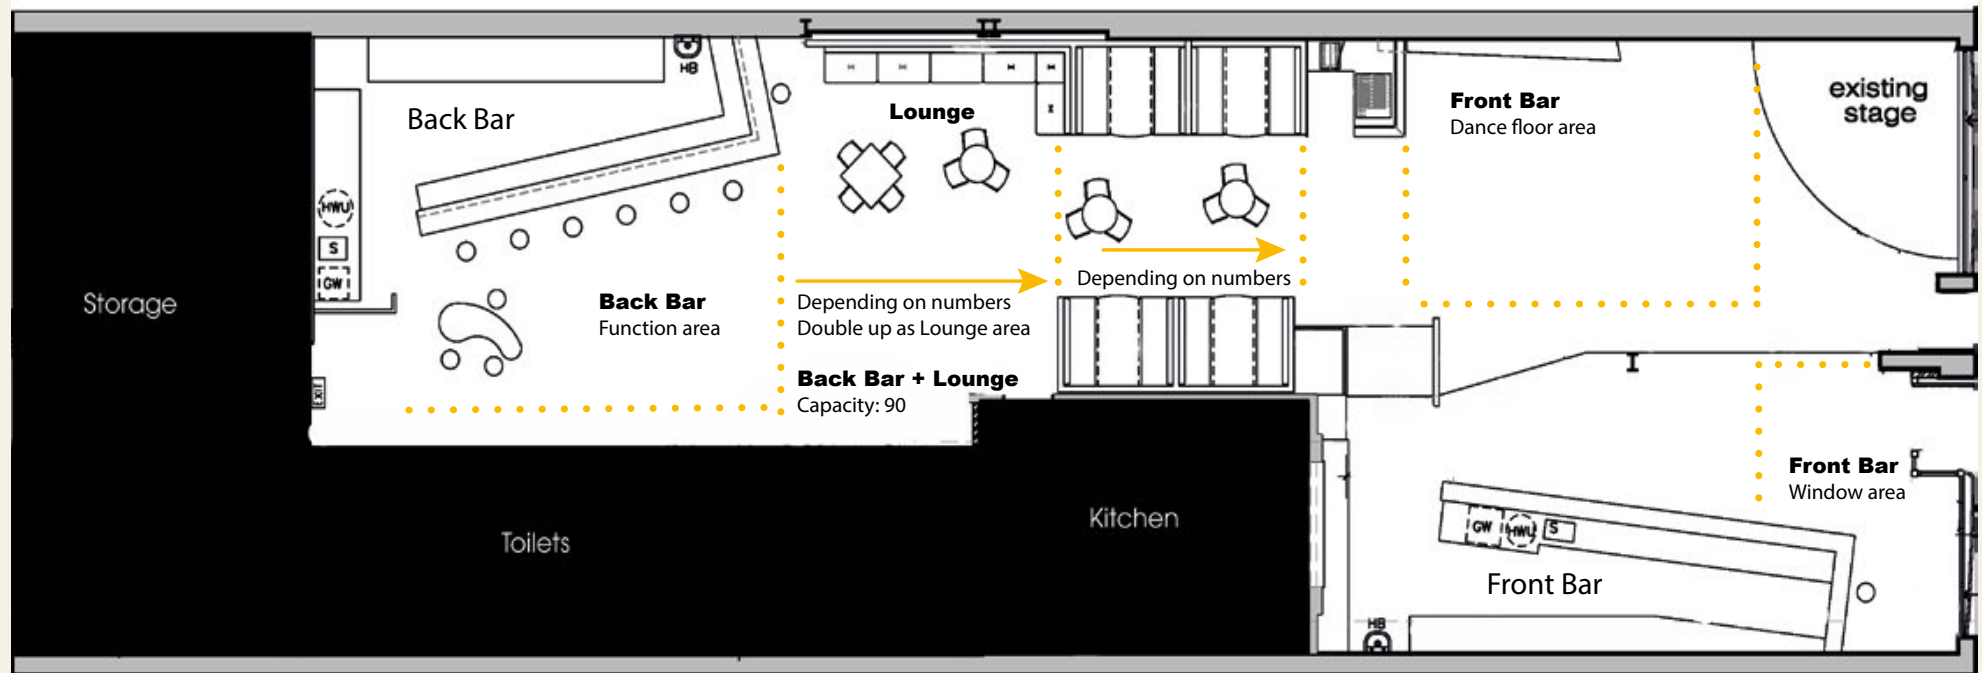 Storage
Back Bar
HB
HWU
S
GW
EXIT
Back Bar
Function area
Lounge
Depending on numbers
Double up as Lounge area
Back Bar + Lounge
Capacity: 90
Depending on numbers
Front Bar
Dance floor area
existing
stage
Front Bar
Window area
Toilets
Kitchen
GW
HWU
S
Front Bar
HB